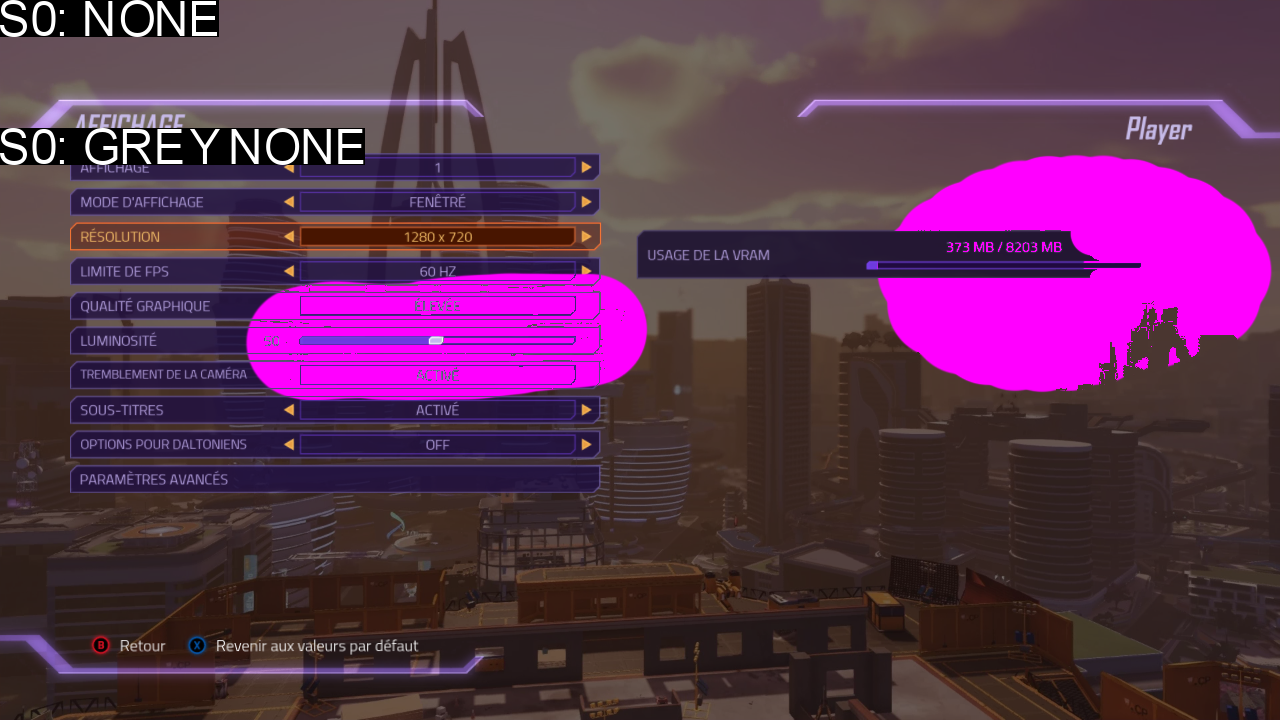 S0: NONE
AFFICHAGE
Player
S0: GREY NONE
AFFICHAGE 1
MODE D'AFFICHAGE FENÊTRÉ
RÉSOLUTION 1280 x 720
USAGE DE LA VRAM 373 MB / 8203 MB
LIMITE DE FPS 60 HZ
QUALITÉ GRAPHIQUE ÉLEVÉE
LUMINOSITÉ
TREMBLEMENT DE LA CAMÉRA ACTIVÉ
SOUS-TITRES ACTIVÉ
OPTIONS POUR DALTONIENS OFF
PARAMÈTRES AVANCÉS
B Retour X Revenir aux valeurs par défaut